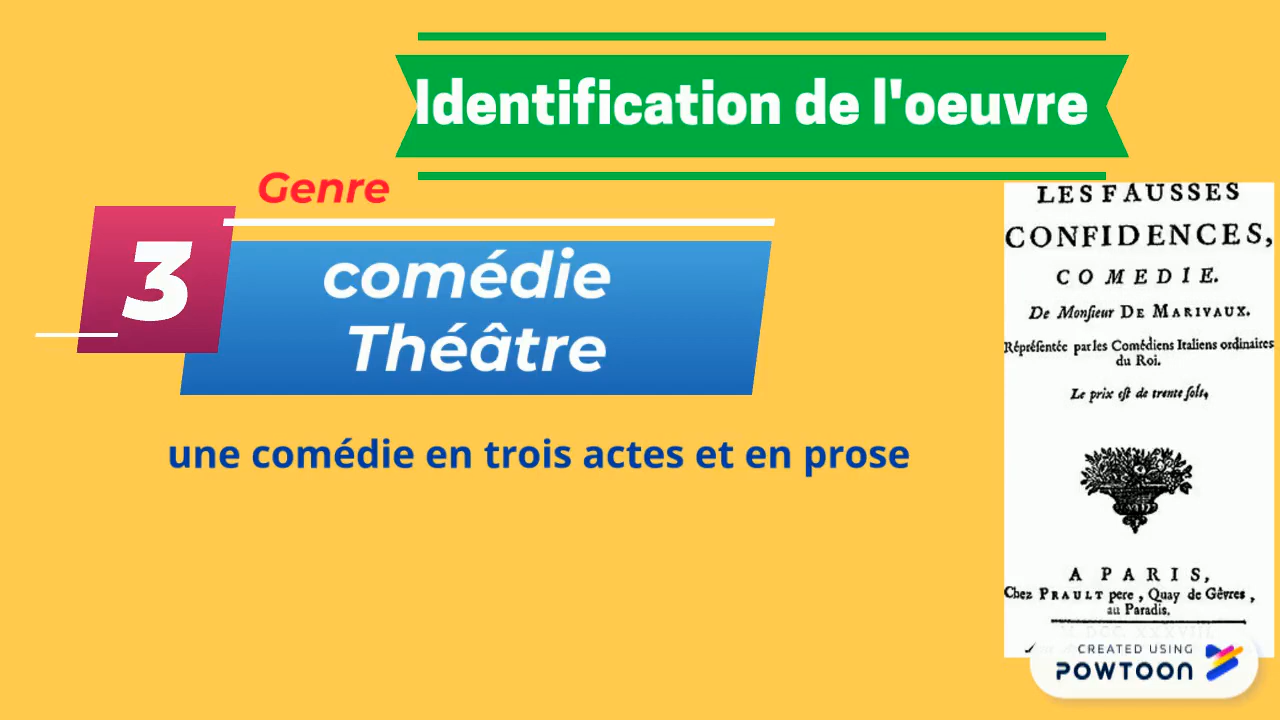 Identification de l'oeuvre
Genre
3
comédie
Théâtre
une comédie en trois actes et en prose
LES FAUSSES
CONFIDENCES,
COMEDIE.
De Monſieur DE MARIVAUX.
Répréſentée par les Comédiens Italiens ordinaires
du Roi.
Le prix eſt de trente ſols,
A PARIS,
Chez PRAULT pere, Quay de Gêvres,
au Paradis.
CREATED USING
POWTOON